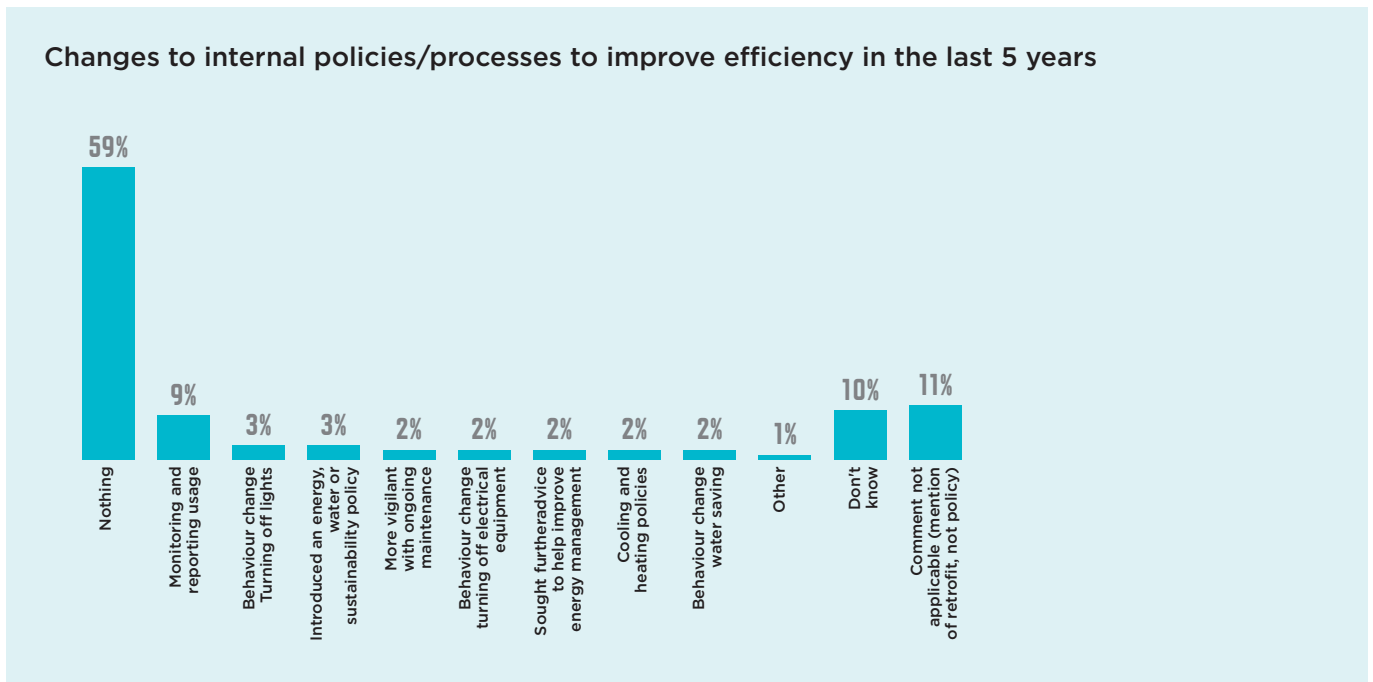 Changes to internal policies/processes to improve efficiency in the last 5 years
59%
9%
3%
3%
2%
2%
2%
2%
2%
1%
10%
11%
Nothing
Monitoring and
reporting usage
Behaviour change
Turning off lights
Introduced an energy,
water or
sustainability policy
More vigilant
with ongoing
maintenance
Behaviour change
turning off electrical
equipment
Sought furtheradvice
to help improve
energy management
Cooling and
heating policies
Behaviour change
water saving
Other
Don't
know
Comment not
applicable (mention
of retrofit, not policy)